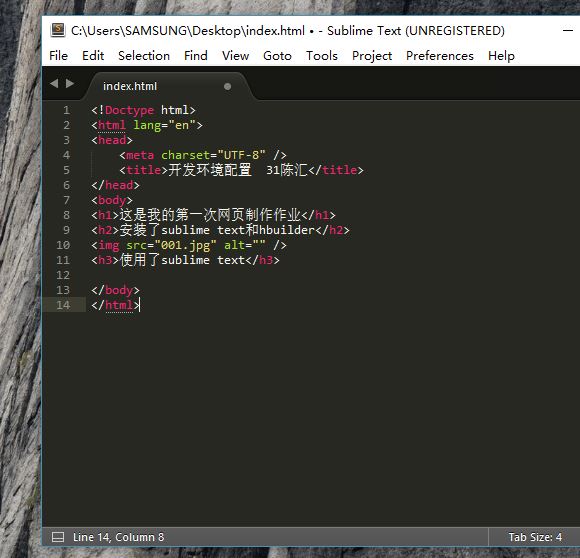 C:\Users\SAMSUNG\Desktop\index.html • - Sublime Text (UNREGISTERED)
File Edit Selection Find View Goto Tools Project Preferences Help
index.html
1 <!Doctype html>
2 <html lang="en">
3 <head>
4 <meta charset="UTF-8" />
5 <title>开发环境配置  31陈汇</title>
6 </head>
7 <body>
8 <h1>这是我的第一次网页制作作业</h1>
9 <h2>安装了sublime text和hbuilder</h2>
10 <img src="001.jpg" alt="" />
11 <h3>使用了sublime text</h3>
12
13 </body>
14 </html>
Line 14, Column 8 Tab Size: 4